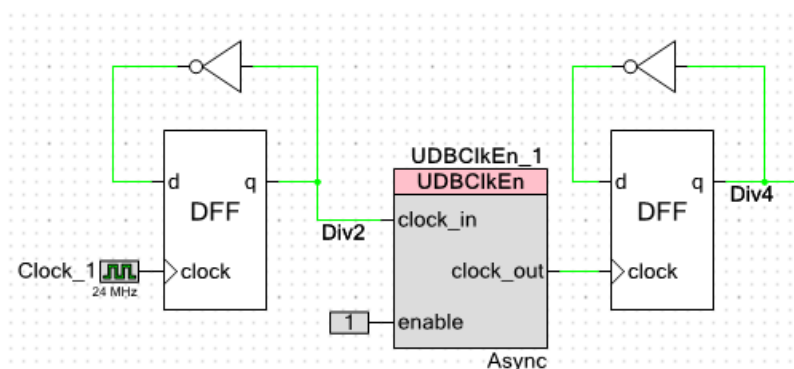 UDBClkEn_1
UDBClkEn
d q
DFF
Div2
clock_in
d q
DFF
Div4
Clock_1
24 MHz
clock
clock_out
clock
1
enable
Async